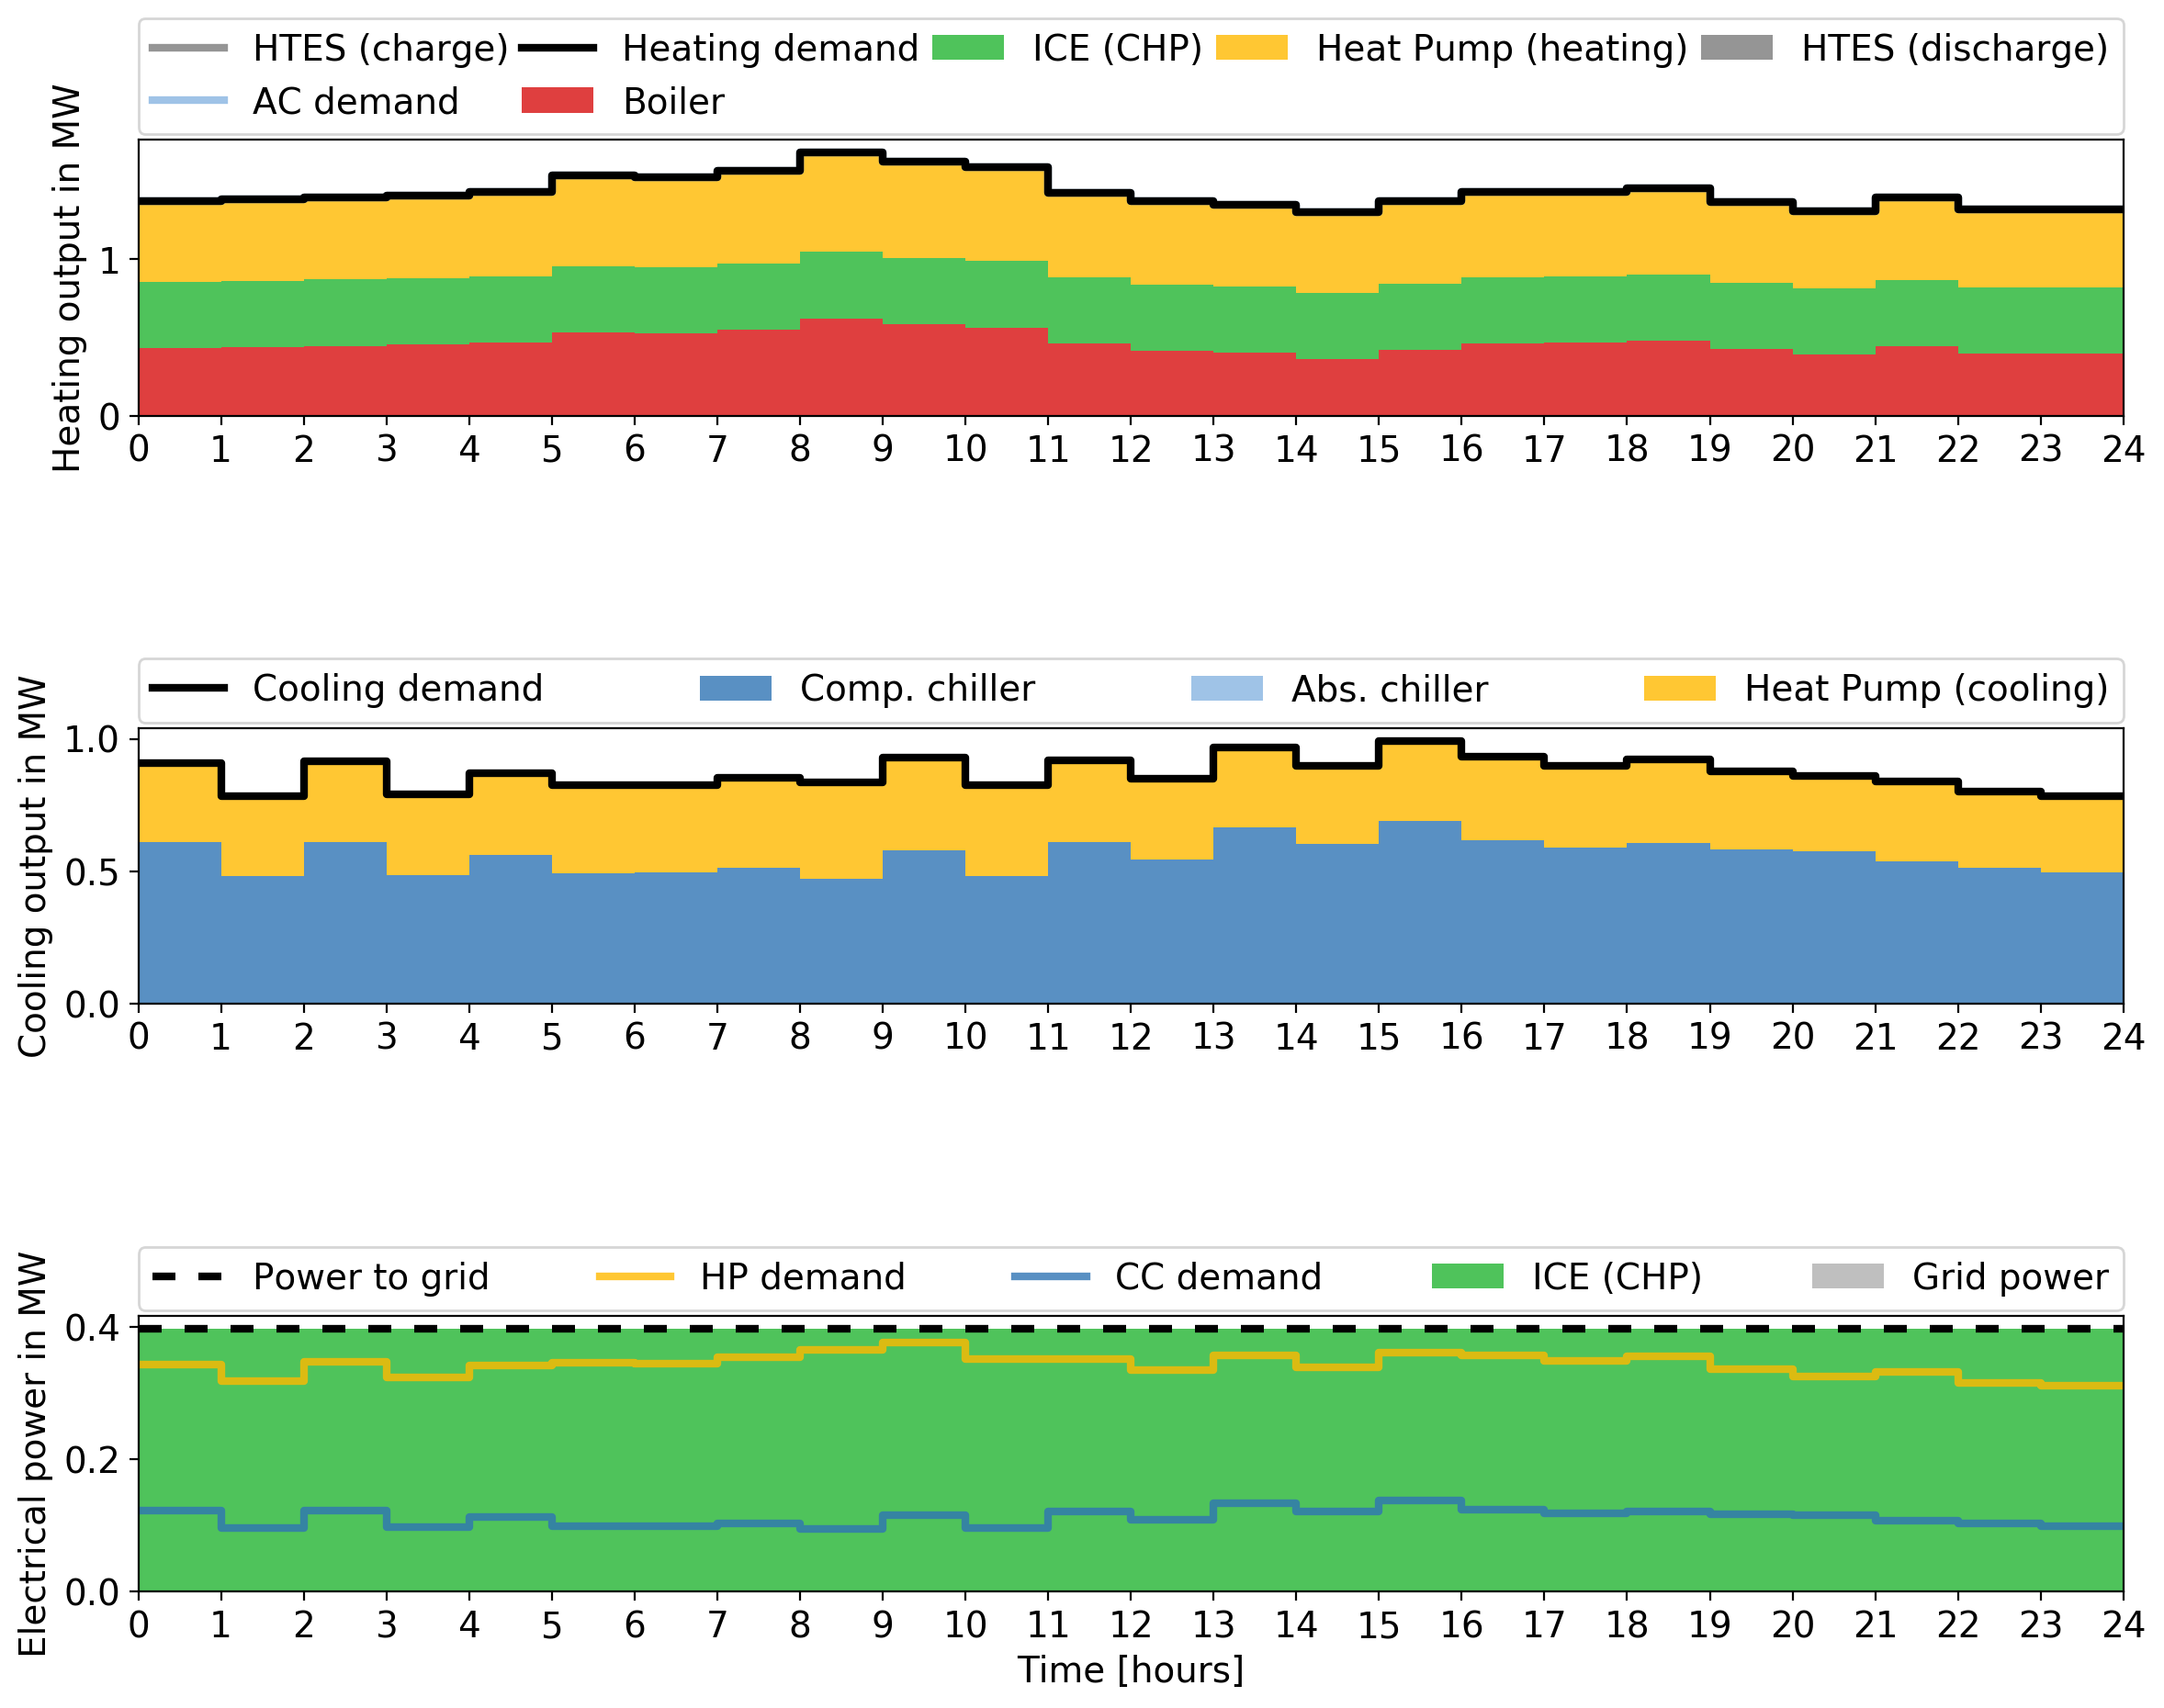 HTES (charge) Heating demand ICE (CHP) Heat Pump (heating) HTES (discharge)
AC demand Boiler
Heating output in MW
1
0
0 1 2 3 4 5 6 7 8 9 10 11 12 13 14 15 16 17 18 19 20 21 22 23 24
Cooling demand Comp. chiller Abs. chiller Heat Pump (cooling)
Cooling output in MW
1.0
0.5
0.0
0 1 2 3 4 5 6 7 8 9 10 11 12 13 14 15 16 17 18 19 20 21 22 23 24
Power to grid HP demand CC demand ICE (CHP) Grid power
Electrical power in MW
0.4
0.2
0.0
0 1 2 3 4 5 6 7 8 9 10 11 12 13 14 15 16 17 18 19 20 21 22 23 24
Time [hours]